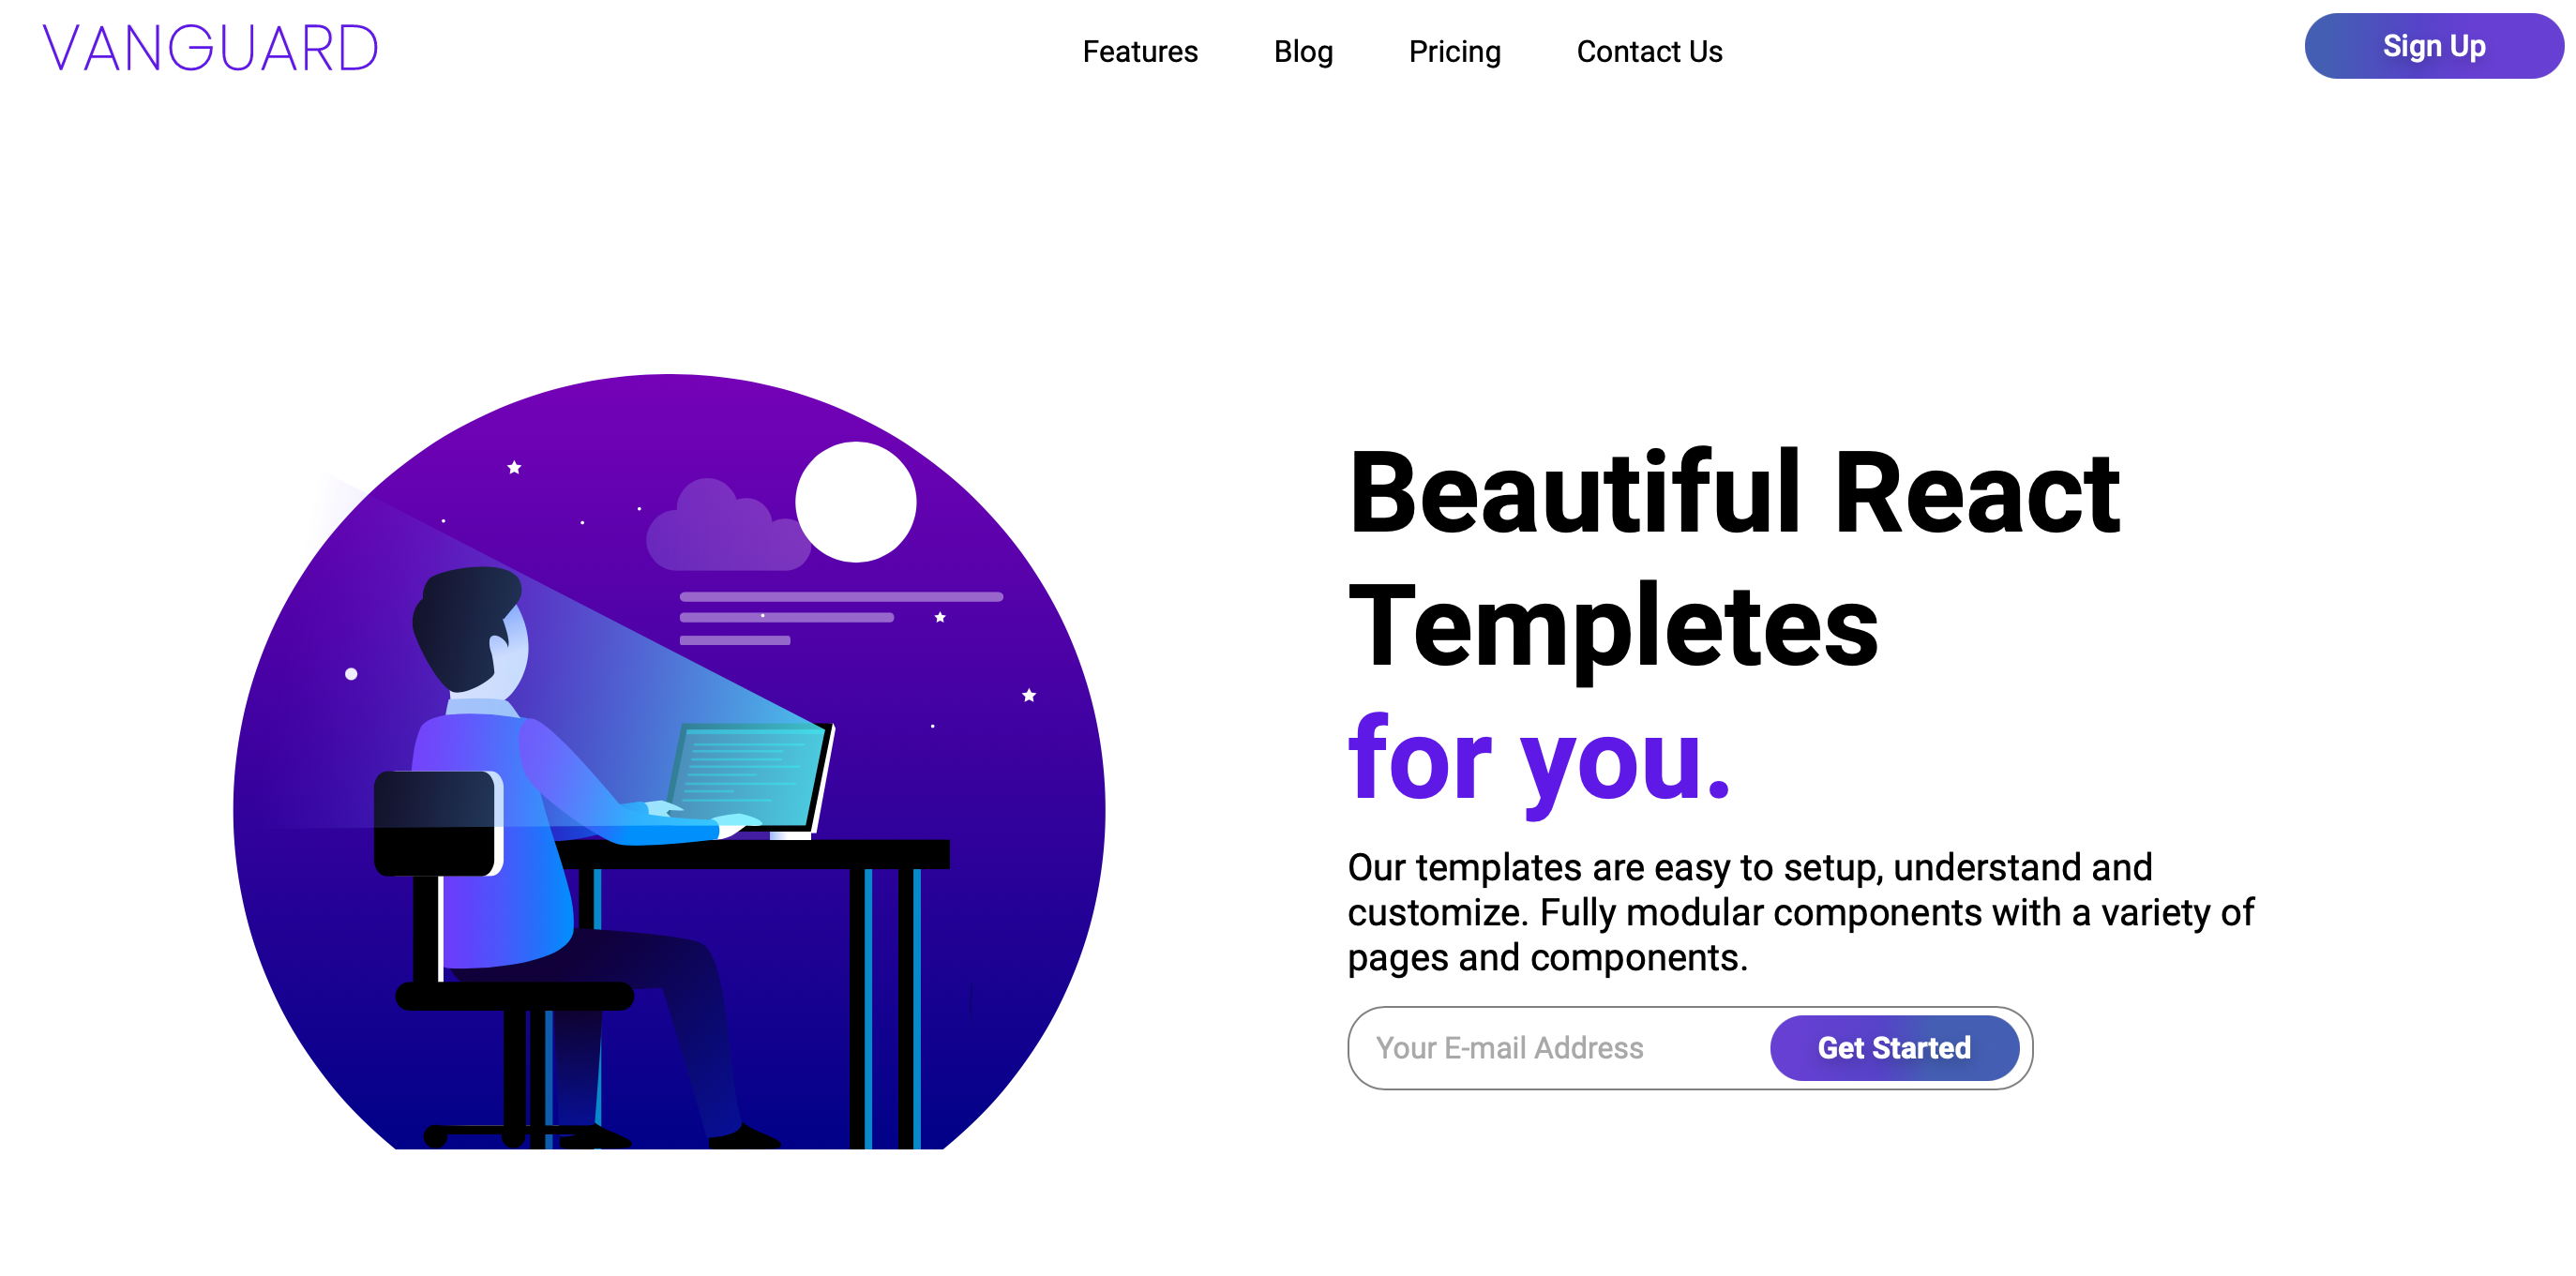 VANGUARD
Features
Blog
Pricing
Contact Us
Sign Up
Beautiful React
Templetes
for you.
Our templates are easy to setup, understand and
customize. Fully modular components with a variety of
pages and components.
Your E-mail Address
Get Started